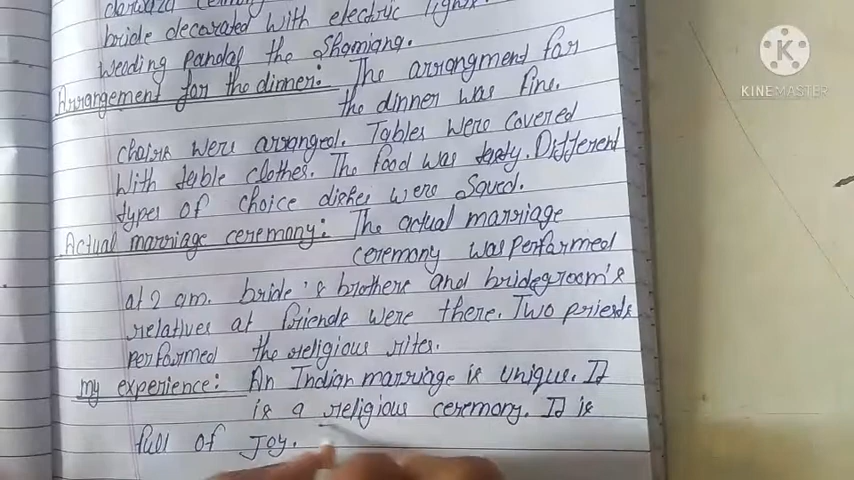 bride decorated with electric lights.
weading pandal the Shamiana.
Arrangement for the dinner: The arrangment for
the dinner was fine.
chairs were arranged. Tables were covered
with table clothes. The food was tasty. Different
types of choice dishes were Saved.
Actual marriage ceremony: The actual marriage
ceremony was performed
at 2 am. bride's brothers and bridegroom's
relatives at friends were there. Two priests
performed the religious rites.
my experience: An Indian marriage is unique. It
is a religious ceremony. It is
full of Joy.
KINEMASTER